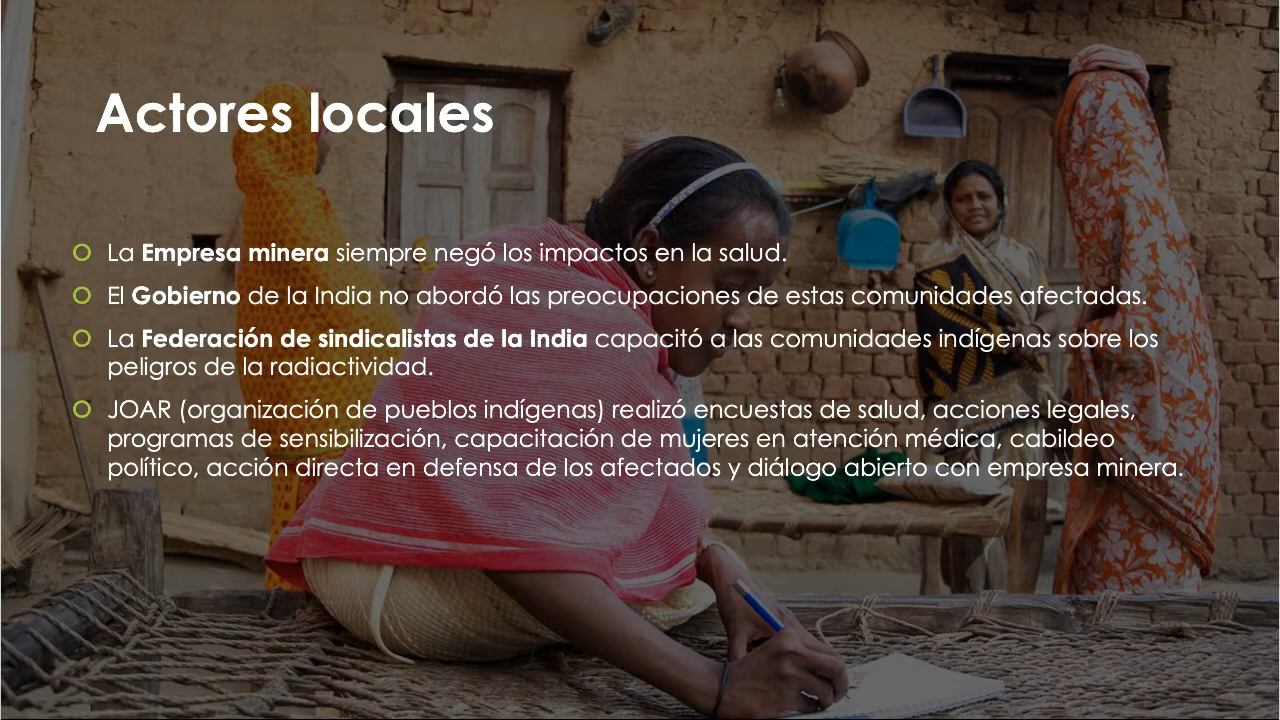 Actores locales
La Empresa minera siempre negó los impactos en la salud.
El Gobierno de la India no abordó las preocupaciones de estas comunidades afectadas.
La Federación de sindicalistas de la India capacitó a las comunidades indígenas sobre los
peligros de la radiactividad.
JOAR (organización de pueblos indígenas) realizó encuestas de salud, acciones legales,
programas de sensibilización, capacitación de mujeres en atención médica, cabildeo
político, acción directa en defensa de los afectados y diálogo abierto con empresa minera.